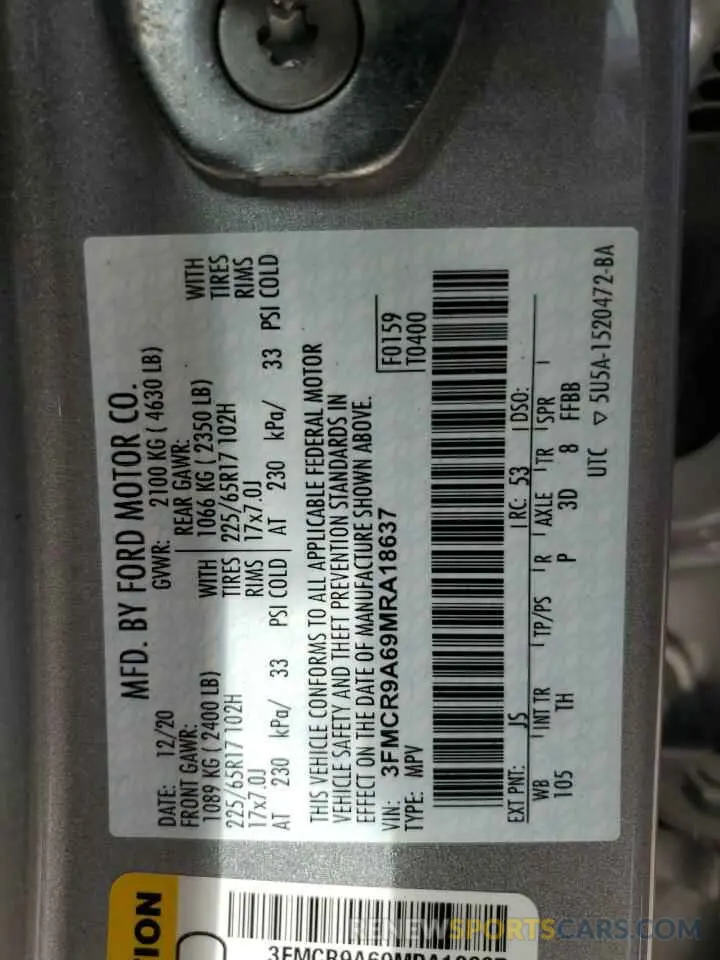 MFD. BY FORD MOTOR CO.
DATE: 12/20 GVWR: 2100 KG ( 4630 LB)
FRONT GAWR: REAR GAWR:
1089 KG ( 2400 LB) WITH 1066 KG ( 2350 LB) WITH
225/65R17 102H TIRES 225/65R17 102H TIRES
17x7.0J RIMS 17x7.0J RIMS
AT 230 kPa/ 33 PSI COLD AT 230 kPa/ 33 PSI COLD
THIS VEHICLE CONFORMS TO ALL APPLICABLE FEDERAL MOTOR
VEHICLE SAFETY AND THEFT PREVENTION STANDARDS IN
EFFECT ON THE DATE OF MANUFACTURE SHOWN ABOVE.
VIN: 3FMCR9A69MRA18637 F0159
TYPE: MPV T0400
EXT PNT: JS RC: 53 DSO:
WB INT TR TP/PS R AXLE TR SPR
105 TH P 3D 8 FFBB
UTC ▽ 5U5A-1520472-BA
RENEWSPORTSCARS.COM